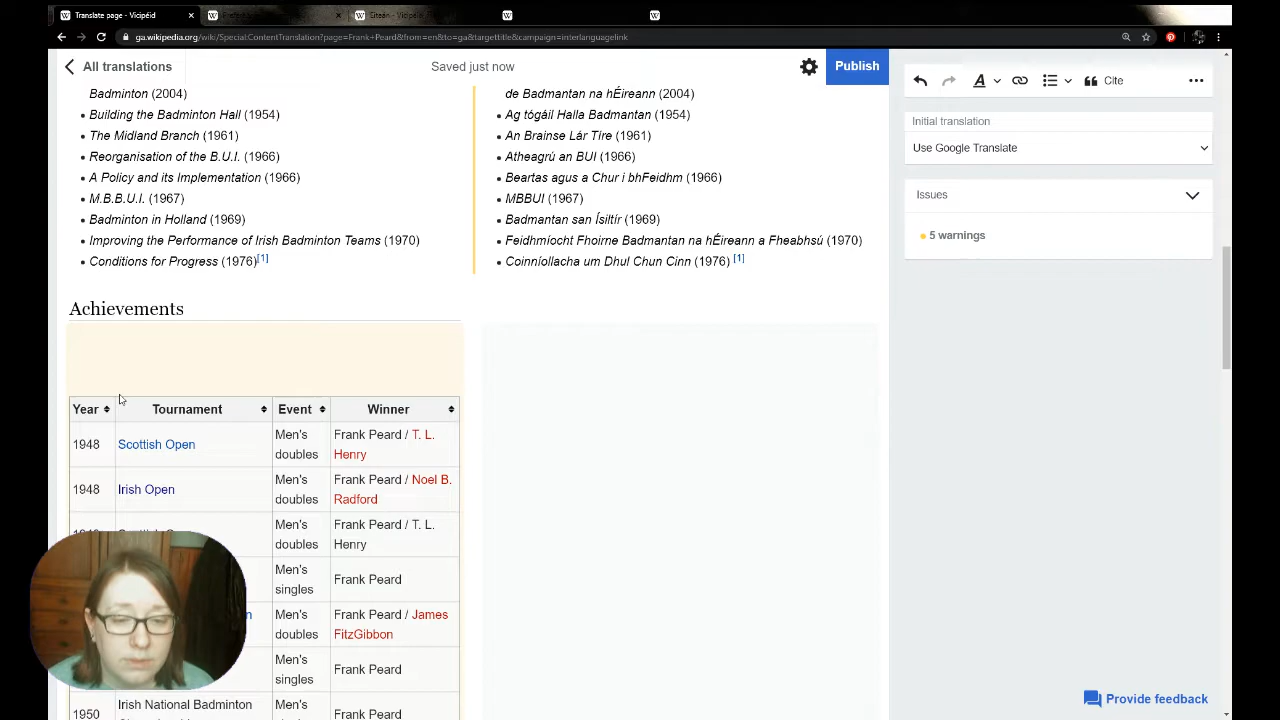 Translate page - Vicipéid
Siteán - Vicipéid
ga.wikipedia.org/wiki/Special:ContentTranslation?page=Frank+Peard&from=en&to=ga&targettitle&campaign=interlanguagelink
All translations
Saved just now
Publish
Cite
Initial translation
Use Google Translate
Issues
5 warnings
Badminton (2004)
Building the Badminton Hall (1954)
The Midland Branch (1961)
Reorganisation of the B.U.I. (1966)
A Policy and its Implementation (1966)
M.B.B.U.I. (1967)
Badminton in Holland (1969)
Improving the Performance of Irish Badminton Teams (1970)
Conditions for Progress (1976)[1]
de Badmantan na hÉireann (2004)
Ag tógáil Halla Badmantan (1954)
An Brainse Lár Tíre (1961)
Atheagrú an BUI (1966)
Beartas agus a Chur i bhFeidhm (1966)
MBBUI (1967)
Badmantan san Ísiltír (1969)
Feidhmíocht Fhoirne Badmantan na hÉireann a Fheabhsú (1970)
Coinníollacha um Dhul Chun Cinn (1976) [1]
Achievements
Year Tournament Event Winner
1948 Scottish Open Men's doubles Frank Peard / T. L. Henry
1948 Irish Open Men's doubles Frank Peard / Noel B. Radford
Men's doubles Frank Peard / T. L. Henry
Men's singles Frank Peard
Men's doubles Frank Peard / James FitzGibbon
Men's singles Frank Peard
1950 Irish National Badminton Men's Frank Peard
Provide feedback